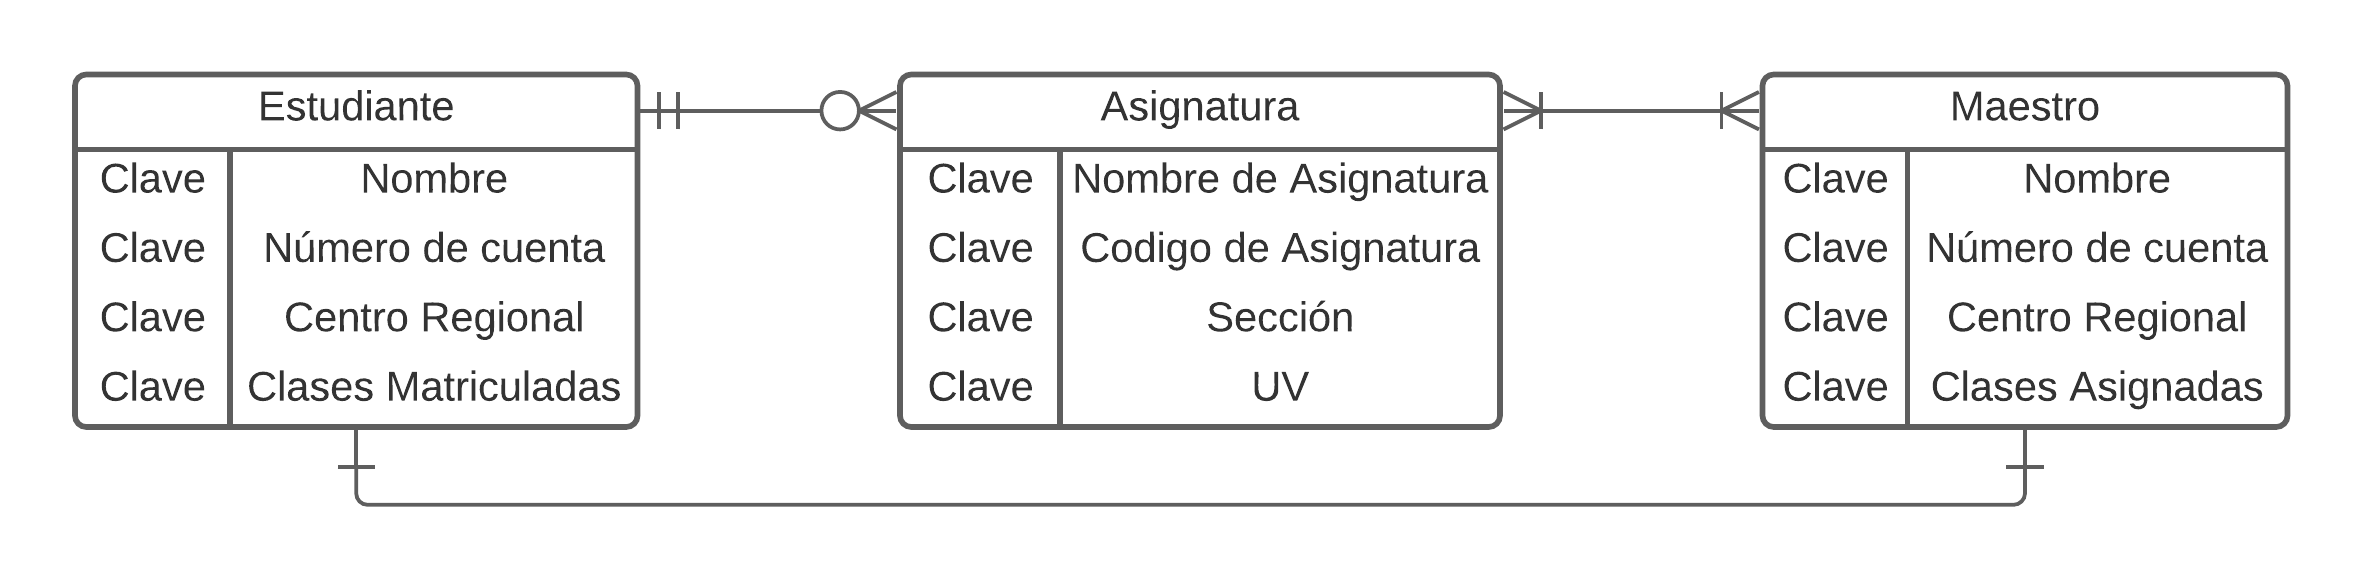 Estudiante
Clave Nombre
Clave Número de cuenta
Clave Centro Regional
Clave Clases Matriculadas
Asignatura
Clave Nombre de Asignatura
Clave Codigo de Asignatura
Clave Sección
Clave UV
Maestro
Clave Nombre
Clave Número de cuenta
Clave Centro Regional
Clave Clases Asignadas